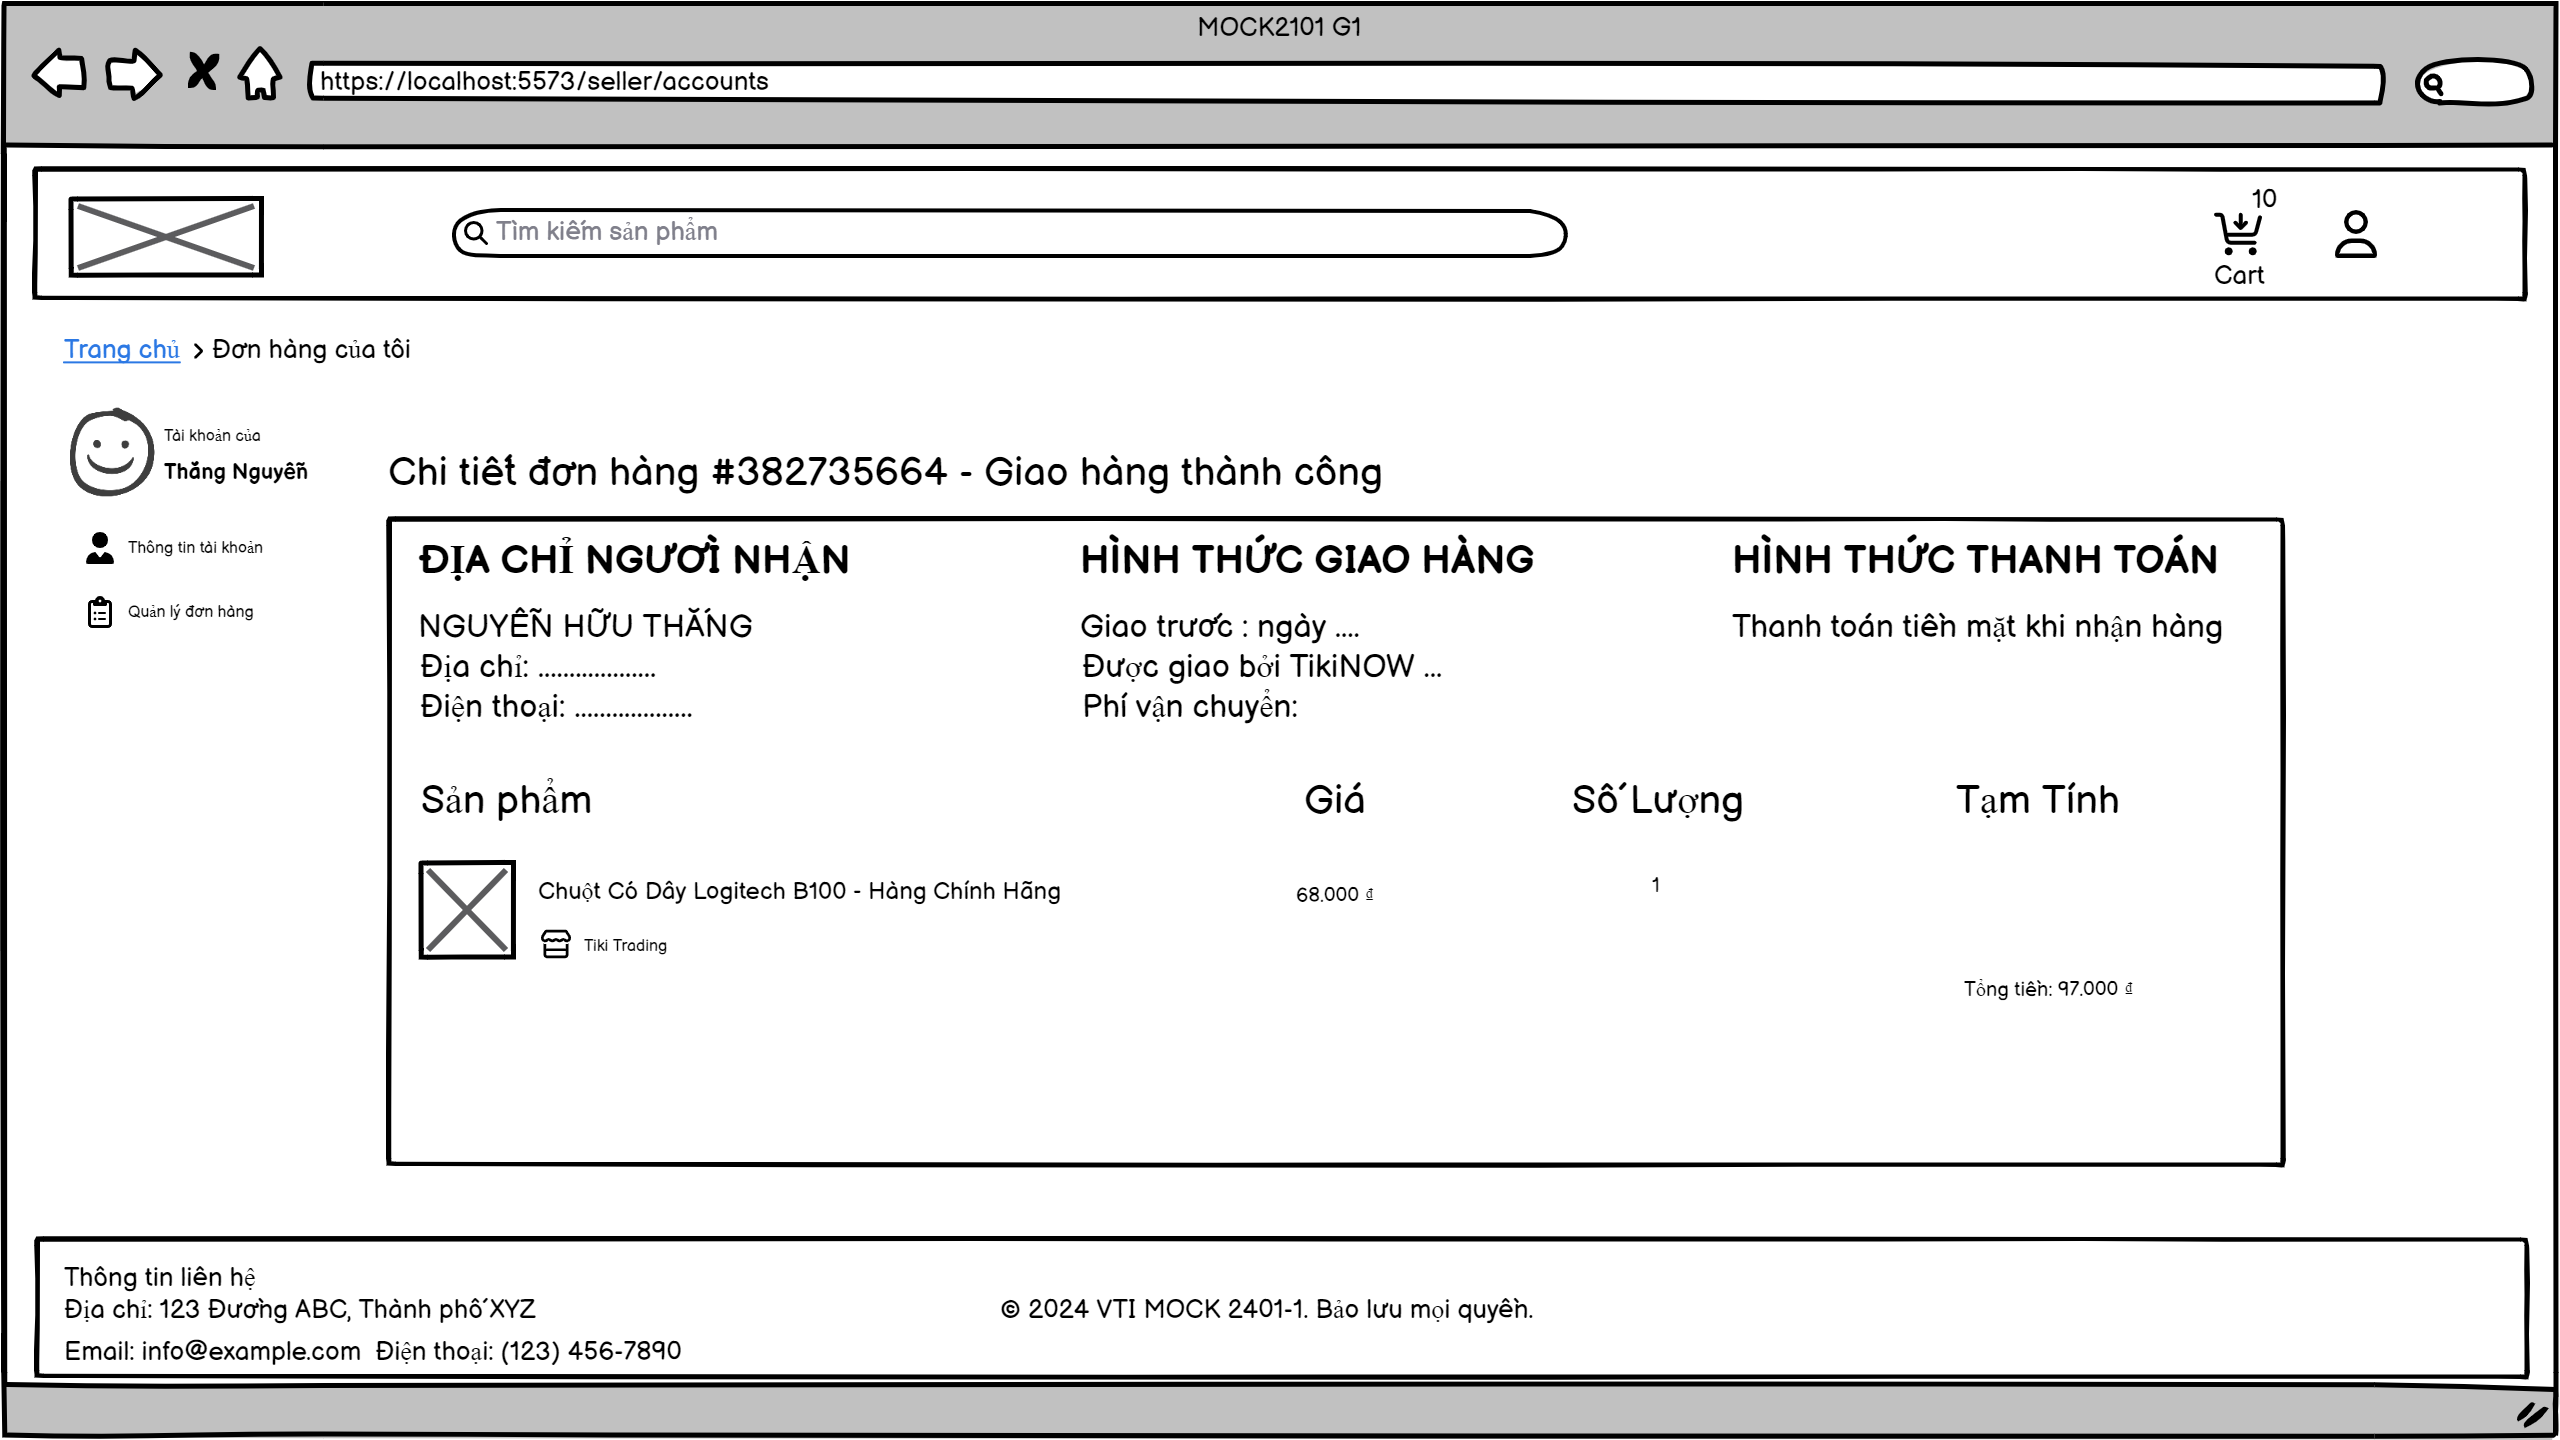 MOCK2101 G1
https://localhost:5573/seller/accounts
Tìm kiếm sản phẩm
10
Cart
Trang chủ > Đơn hàng của tôi
Tài khoản của
Thắng Nguyễn
Thông tin tài khoản
Quản lý đơn hàng
Chi tiết đơn hàng #382735664 - Giao hàng thành công
ĐỊA CHỈ NGƯỜI NHẬN
NGUYỄN HỮU THẮNG
Địa chỉ: ...................
Điện thoại: ...................
HÌNH THỨC GIAO HÀNG
Giao trước : ngày ....
Được giao bởi TikiNOW ...
Phí vận chuyển:
HÌNH THỨC THANH TOÁN
Thanh toán tiền mặt khi nhận hàng
Sản phẩm Giá Số Lượng Tạm Tính
Chuột Có Dây Logitech B100 - Hàng Chính Hãng 68.000 ₫ 1
Tiki Trading
Tổng tiền: 97.000 ₫
Thông tin liên hệ
Địa chỉ: 123 Đường ABC, Thành phố XYZ
Email: info@example.com Điện thoại: (123) 456-7890
© 2024 VTI MOCK 2401-1. Bảo lưu mọi quyền.